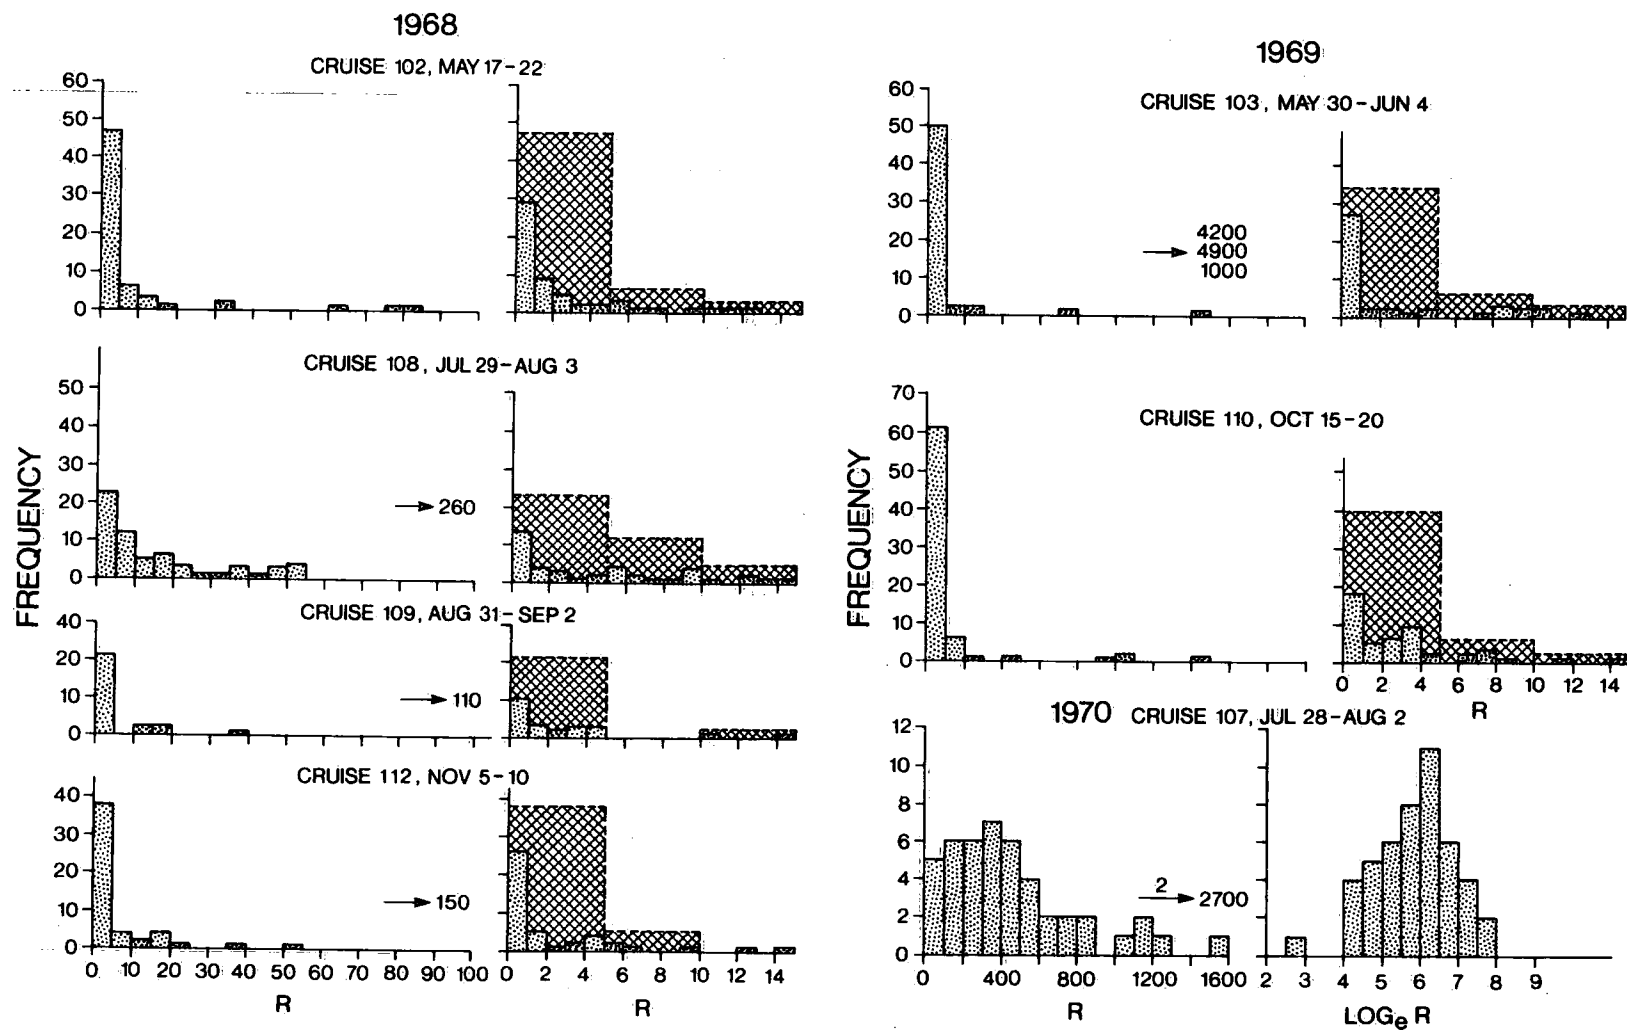 1968
CRUISE 102, MAY 17-22
60
50
40
30
20
10
0
CRUISE 108, JUL 29-AUG 3
50
40
30
20
10
0
→ 260
FREQUENCY
CRUISE 109, AUG 31-SEP 2
40
20
10
0
→ 110
CRUISE 112, NOV 5-10
40
30
20
10
0
→ 150
0 10 20 30 40 50 60 70 80 90 100
R
0 2 4 6 8 10 12 14
R
1969
CRUISE 103, MAY 30-JUN 4
60
50
40
30
20
10
0
4200
→ 4900
1000
CRUISE 110, OCT 15-20
70
60
50
40
30
20
10
0
FREQUENCY
0 2 4 6 8 10 12 14
R
1970 CRUISE 107, JUL 28-AUG 2
12
10
8
6
4
2
0
2
→ 2700
0 400 800 1200 1600
R
2 3 4 5 6 7 8 9
LOGe R